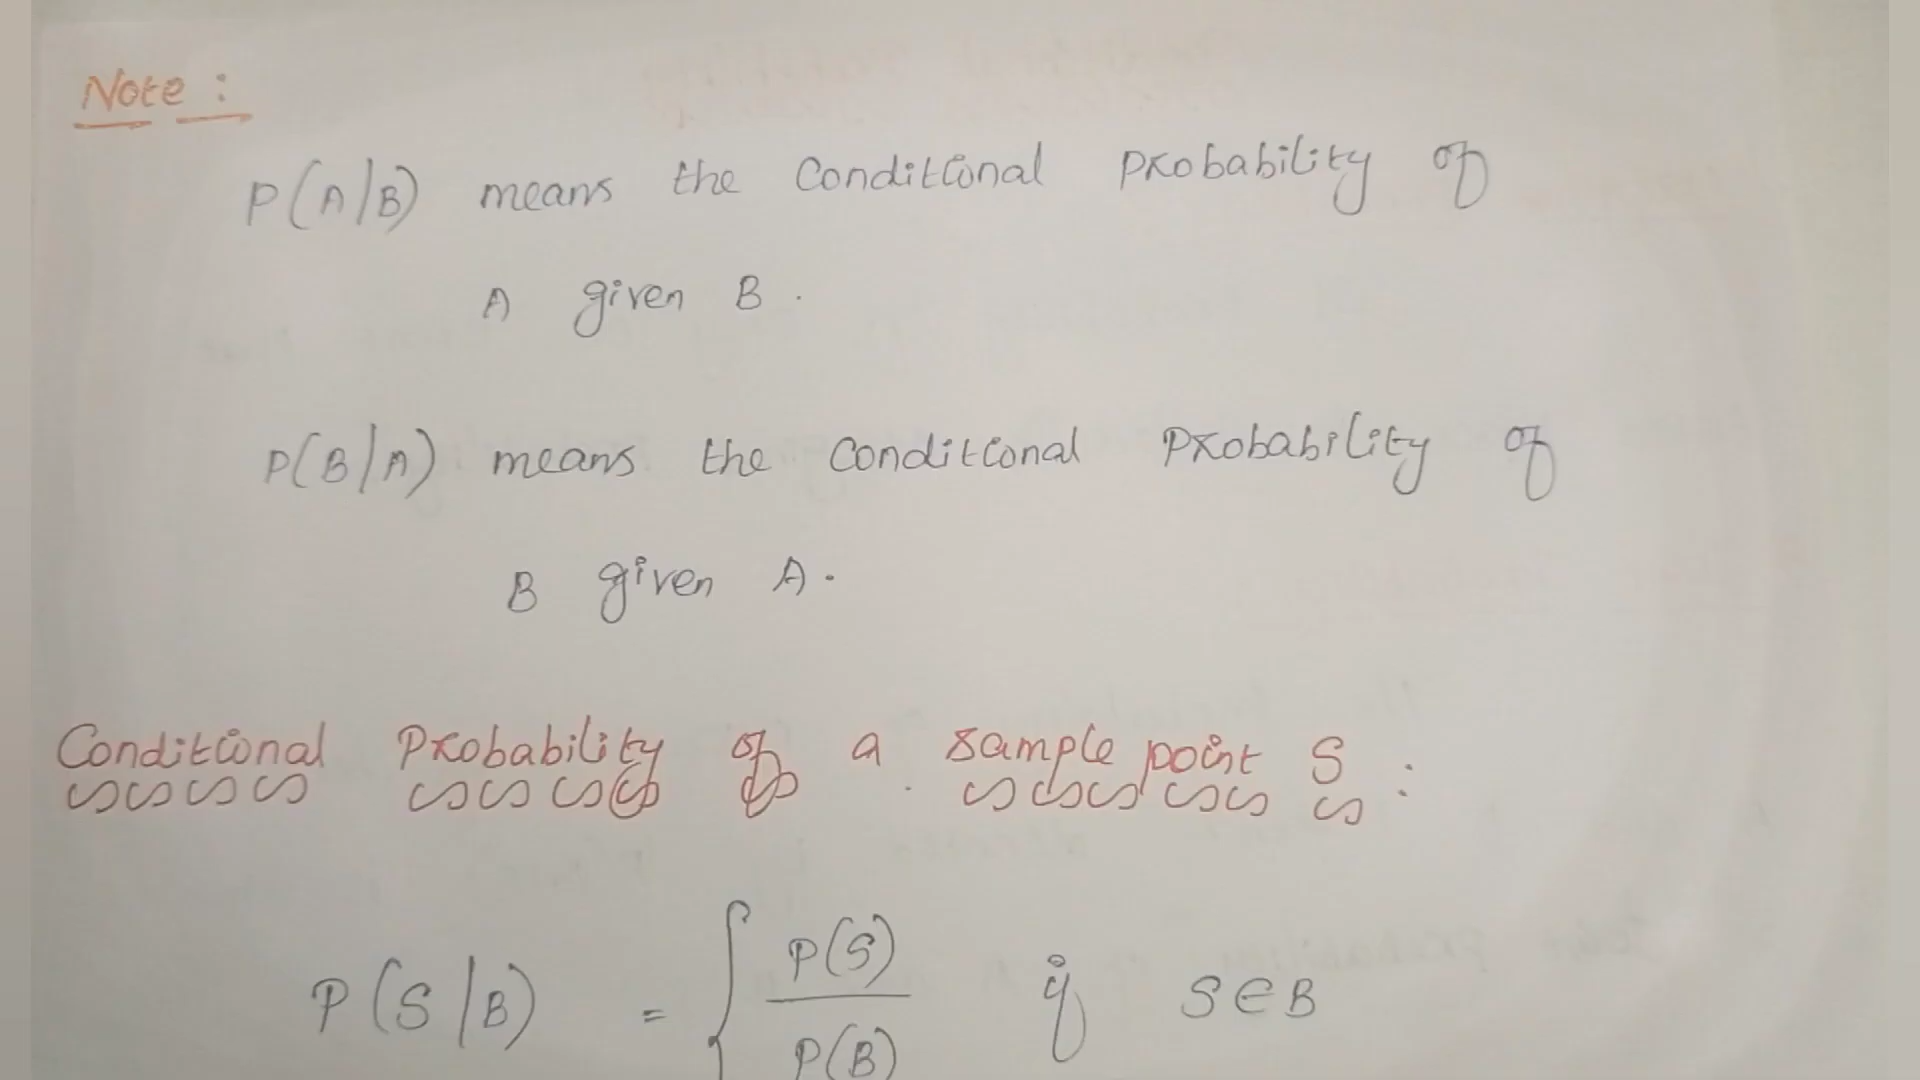 Note :
P(A/B) means the Conditional Probability of
A given B .
P(B/A) means the Conditional Probability of
B given A .
Conditional Probability of a sample point S :
P(S/B) = { P(S) / P(B) if S ∈ B